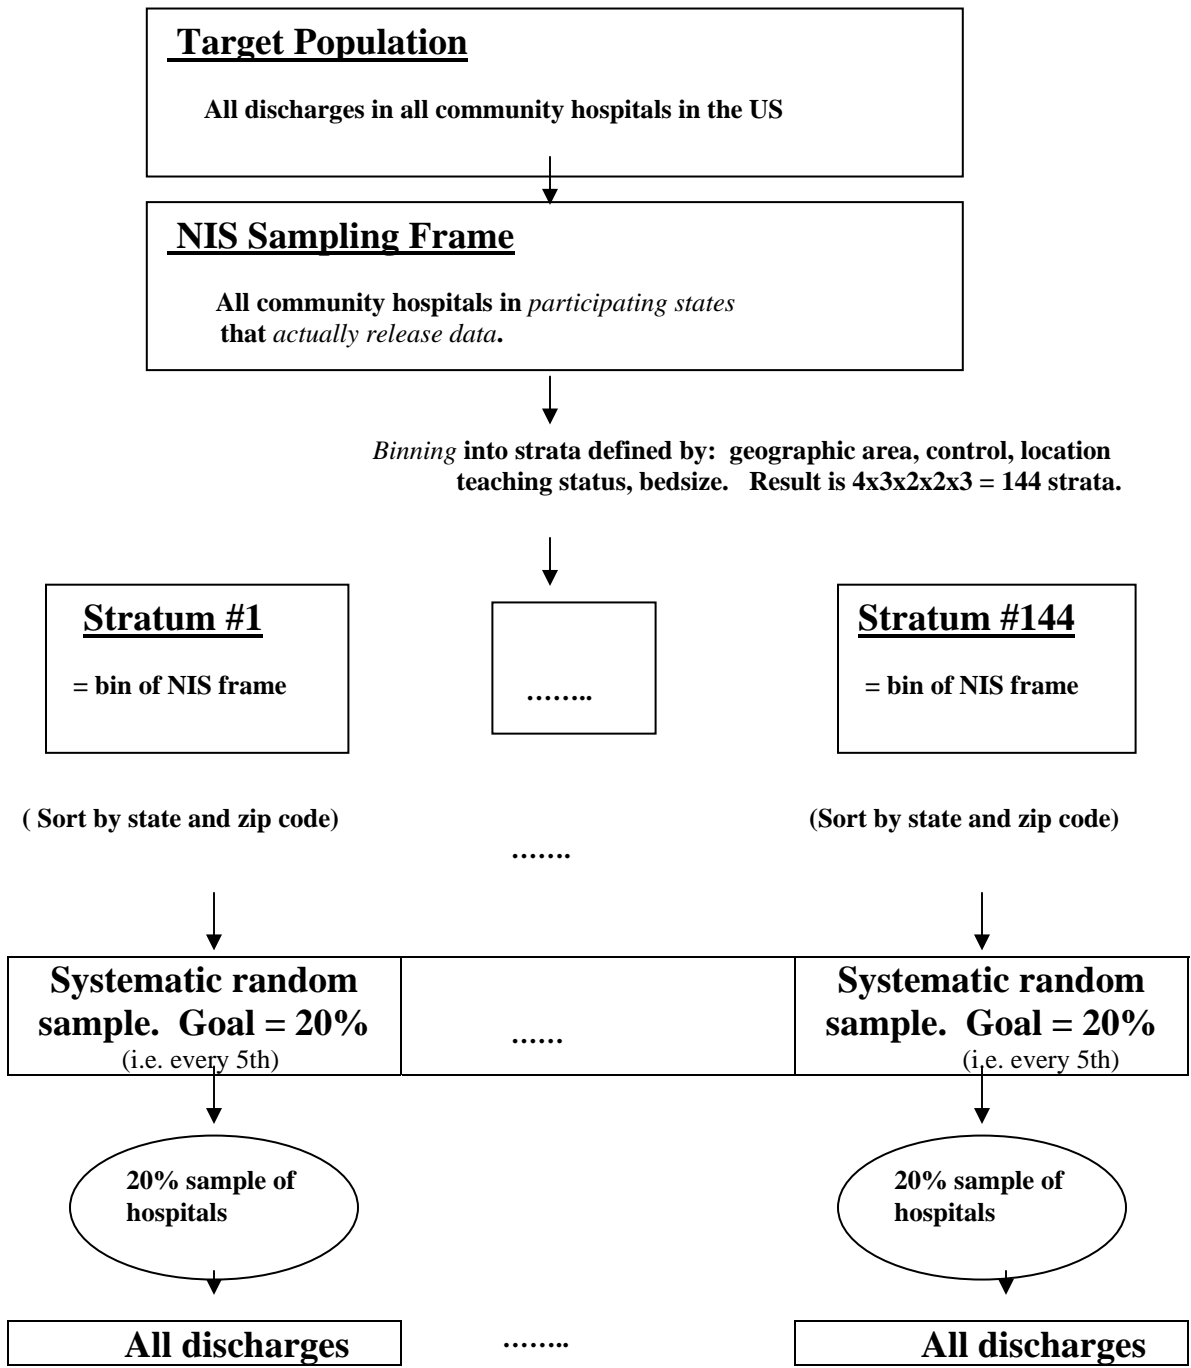 Target Population
All discharges in all community hospitals in the US
NIS Sampling Frame
All community hospitals in participating states
that actually release data.
Binning into strata defined by: geographic area, control, location
teaching status, bedsize. Result is 4x3x2x2x3 = 144 strata.
Stratum #1
= bin of NIS frame
……..
Stratum #144
= bin of NIS frame
( Sort by state and zip code)
…….
(Sort by state and zip code)
Systematic random
sample. Goal = 20%
(i.e. every 5th)
……
Systematic random
sample. Goal = 20%
(i.e. every 5th)
20% sample of
hospitals
20% sample of
hospitals
All discharges
……..
All discharges